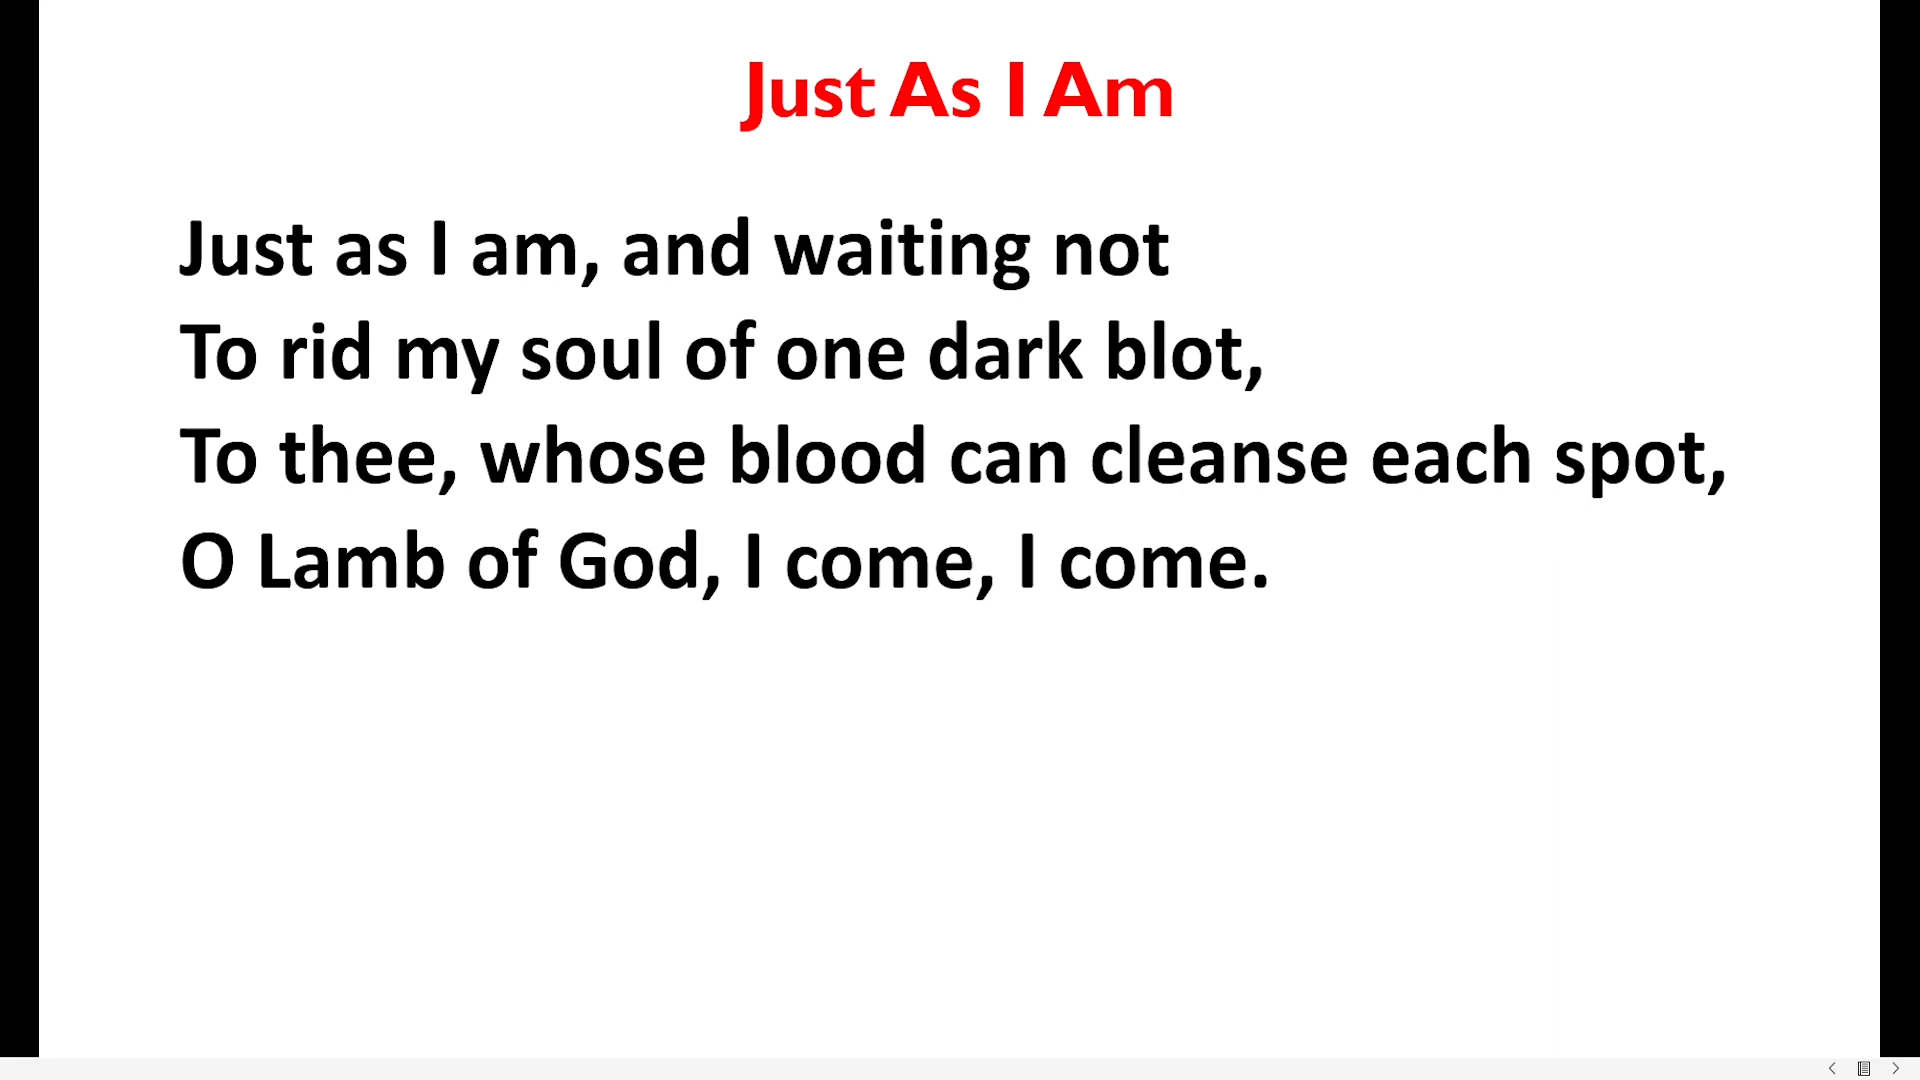 Just As I Am
Just as I am, and waiting not
To rid my soul of one dark blot,
To thee, whose blood can cleanse each spot,
O Lamb of God, I come, I come.